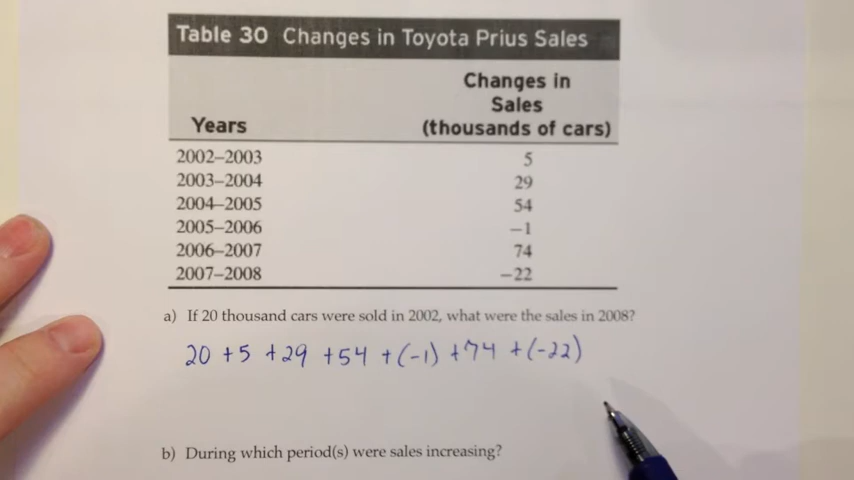 Table 30 Changes in Toyota Prius Sales
Changes in
Sales
Years (thousands of cars)
2002–2003 5
2003–2004 29
2004–2005 54
2005–2006 –1
2006–2007 74
2007–2008 –22
a) If 20 thousand cars were sold in 2002, what were the sales in 2008?
20 + 5 + 29 + 54 + (-1) + 74 + (-22)
b) During which period(s) were sales increasing?